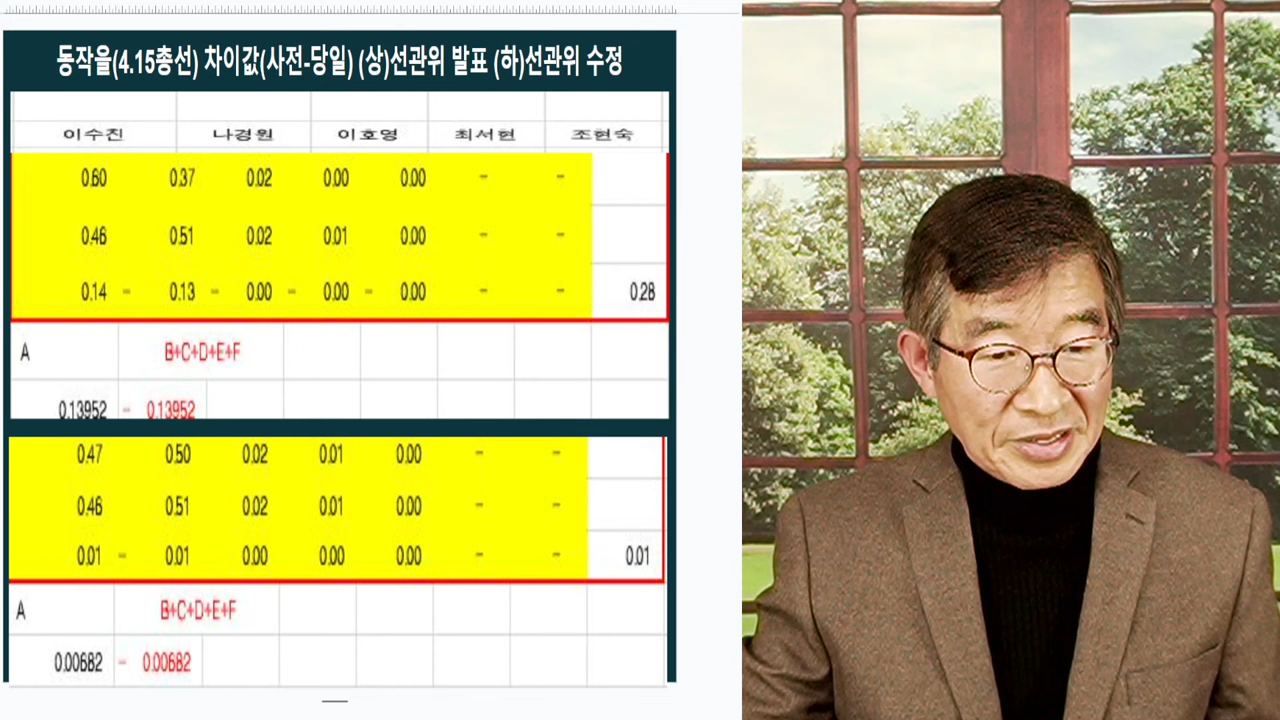 동작을(4.15총선) 차이값(사전-당일) (상)선관위 발표 (하)선관위 수정
이수진 나경원 이호영 최서현 조현숙
0.60 0.37 0.02 0.00 0.00 - -
0.46 0.51 0.02 0.01 0.00 - -
0.14 - 0.13 - 0.00 - 0.00 - 0.00 - - 0.28
A B+C+D+E+F
0.13952 - 0.13952
0.47 0.50 0.02 0.01 0.00 - -
0.46 0.51 0.02 0.01 0.00 - -
0.01 - 0.01 0.00 0.00 0.00 - - 0.01
A B+C+D+E+F
0.00682 - 0.00682